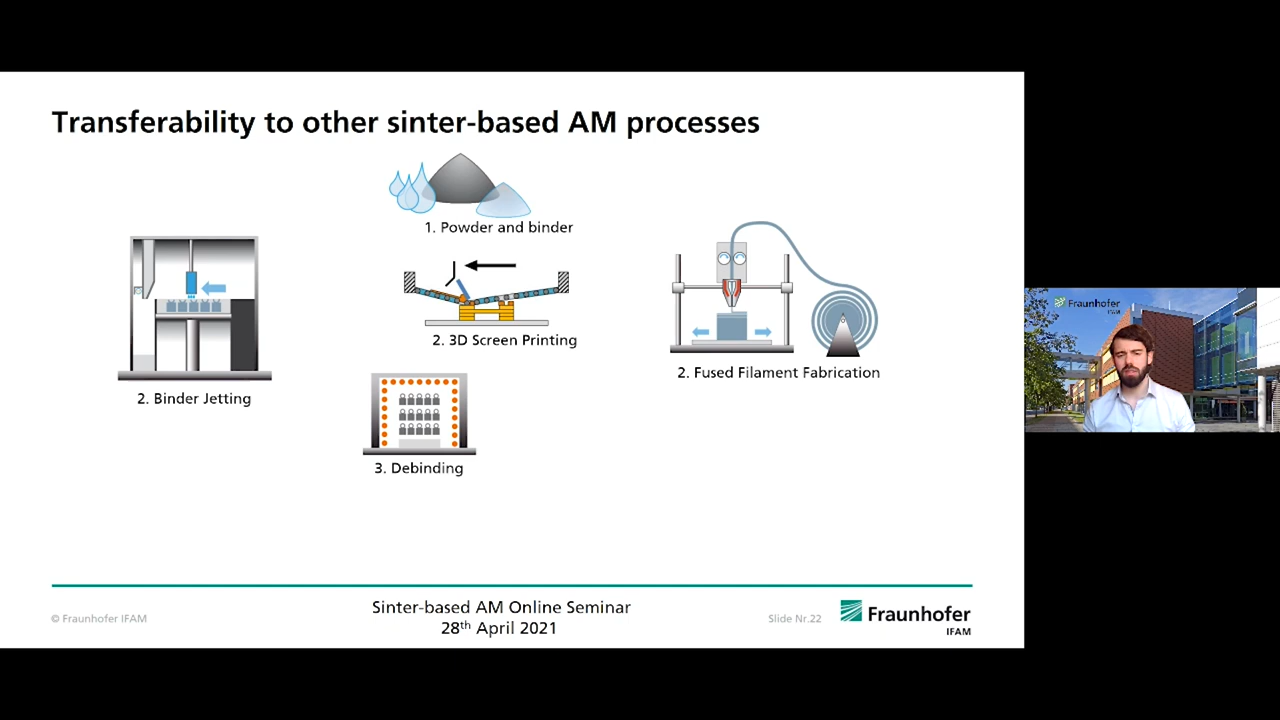 Transferability to other sinter-based AM processes
1. Powder and binder
2. 3D Screen Printing
2. Fused Filament Fabrication
2. Binder Jetting
3. Debinding
© Fraunhofer IFAM
Sinter-based AM Online Seminar
28th April 2021
Slide Nr.22
Fraunhofer
IFAM
Fraunhofer
IFAM